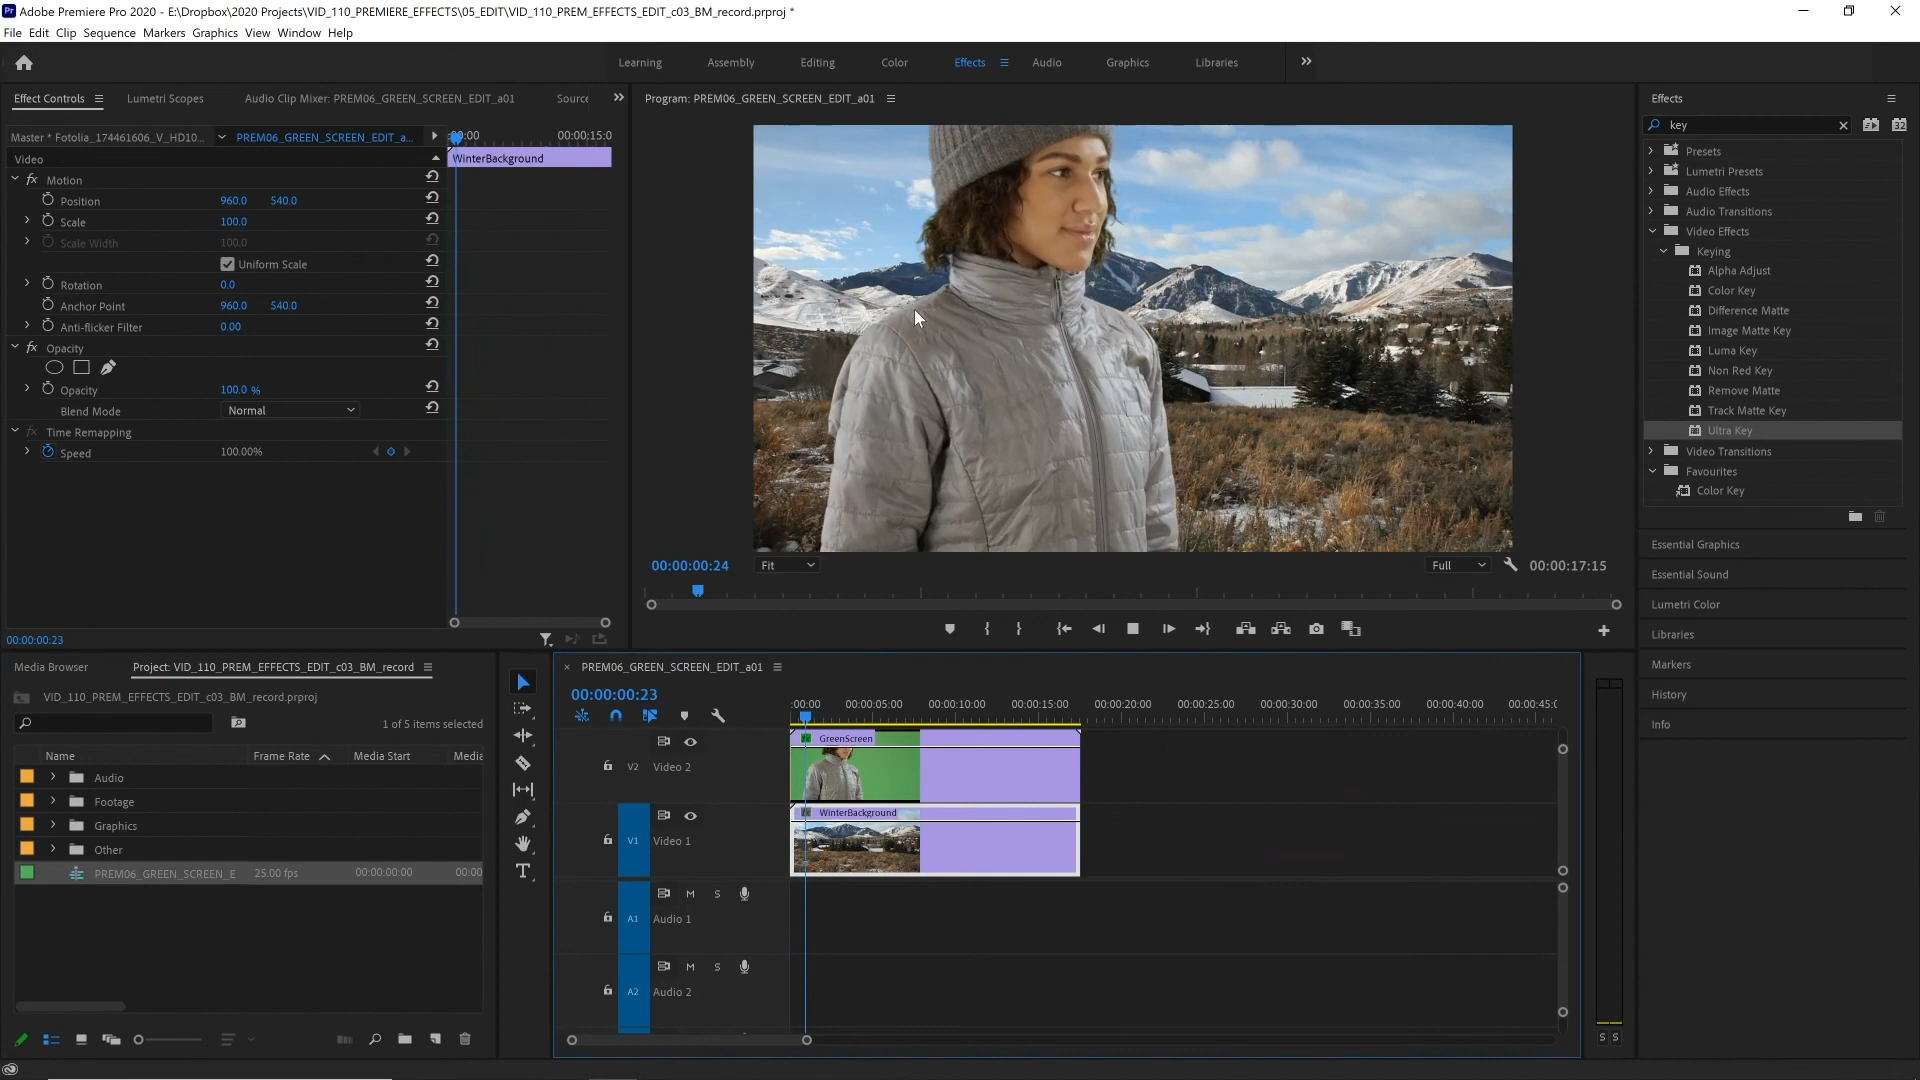 Adobe Premiere Pro 2020 - E:\Dropbox\2020 Projects\VID_110_PREMIERE_EFFECTS\05_EDIT\VID_110_PREM_EFFECTS_EDIT_c03_BM_record.prproj *
File Edit Clip Sequence Markers Graphics View Window Help
Learning Assembly Editing Color Effects Audio Graphics Libraries
Effect Controls Lumetri Scopes Audio Clip Mixer: PREM06_GREEN_SCREEN_EDIT_a01 Source
Program: PREM06_GREEN_SCREEN_EDIT_a01
Effects
key
32
Master * Fotolia_174461606_V_HD10... PREM06_GREEN_SCREEN_EDIT_a... :00:00 00:00:15:0
Video
WinterBackground
Motion
Position 960.0 540.0
Scale 100.0
Scale Width 100.0
Uniform Scale
Rotation 0.0
Anchor Point 960.0 540.0
Anti-flicker Filter 0.00
Opacity
Opacity 100.0 %
Blend Mode Normal
Time Remapping
Speed 100.00%
00:00:00:23
00:00:00:24 Fit Full 00:00:17:15
Presets
Lumetri Presets
Audio Effects
Audio Transitions
Video Effects
Keying
Alpha Adjust
Color Key
Difference Matte
Image Matte Key
Luma Key
Non Red Key
Remove Matte
Track Matte Key
Ultra Key
Video Transitions
Favourites
Color Key
Essential Graphics
Essential Sound
Lumetri Color
Libraries
Markers
History
Info
Media Browser Project: VID_110_PREM_EFFECTS_EDIT_c03_BM_record
VID_110_PREM_EFFECTS_EDIT_c03_BM_record.prproj
1 of 5 items selected
Name Frame Rate Media Start Media
Audio
Footage
Graphics
Other
PREM06_GREEN_SCREEN_E 25.00 fps 00:00:00:00 00:00
PREM06_GREEN_SCREEN_EDIT_a01
00:00:00:23
:00:00 00:00:05:00 00:00:10:00 00:00:15:00 00:00:20:00 00:00:25:00 00:00:30:00 00:00:35:00 00:00:40:00 00:00:45:0
GreenScreen
V2 Video 2
WinterBackground
V1 Video 1
M S
A1 Audio 1
M S
A2 Audio 2
S S